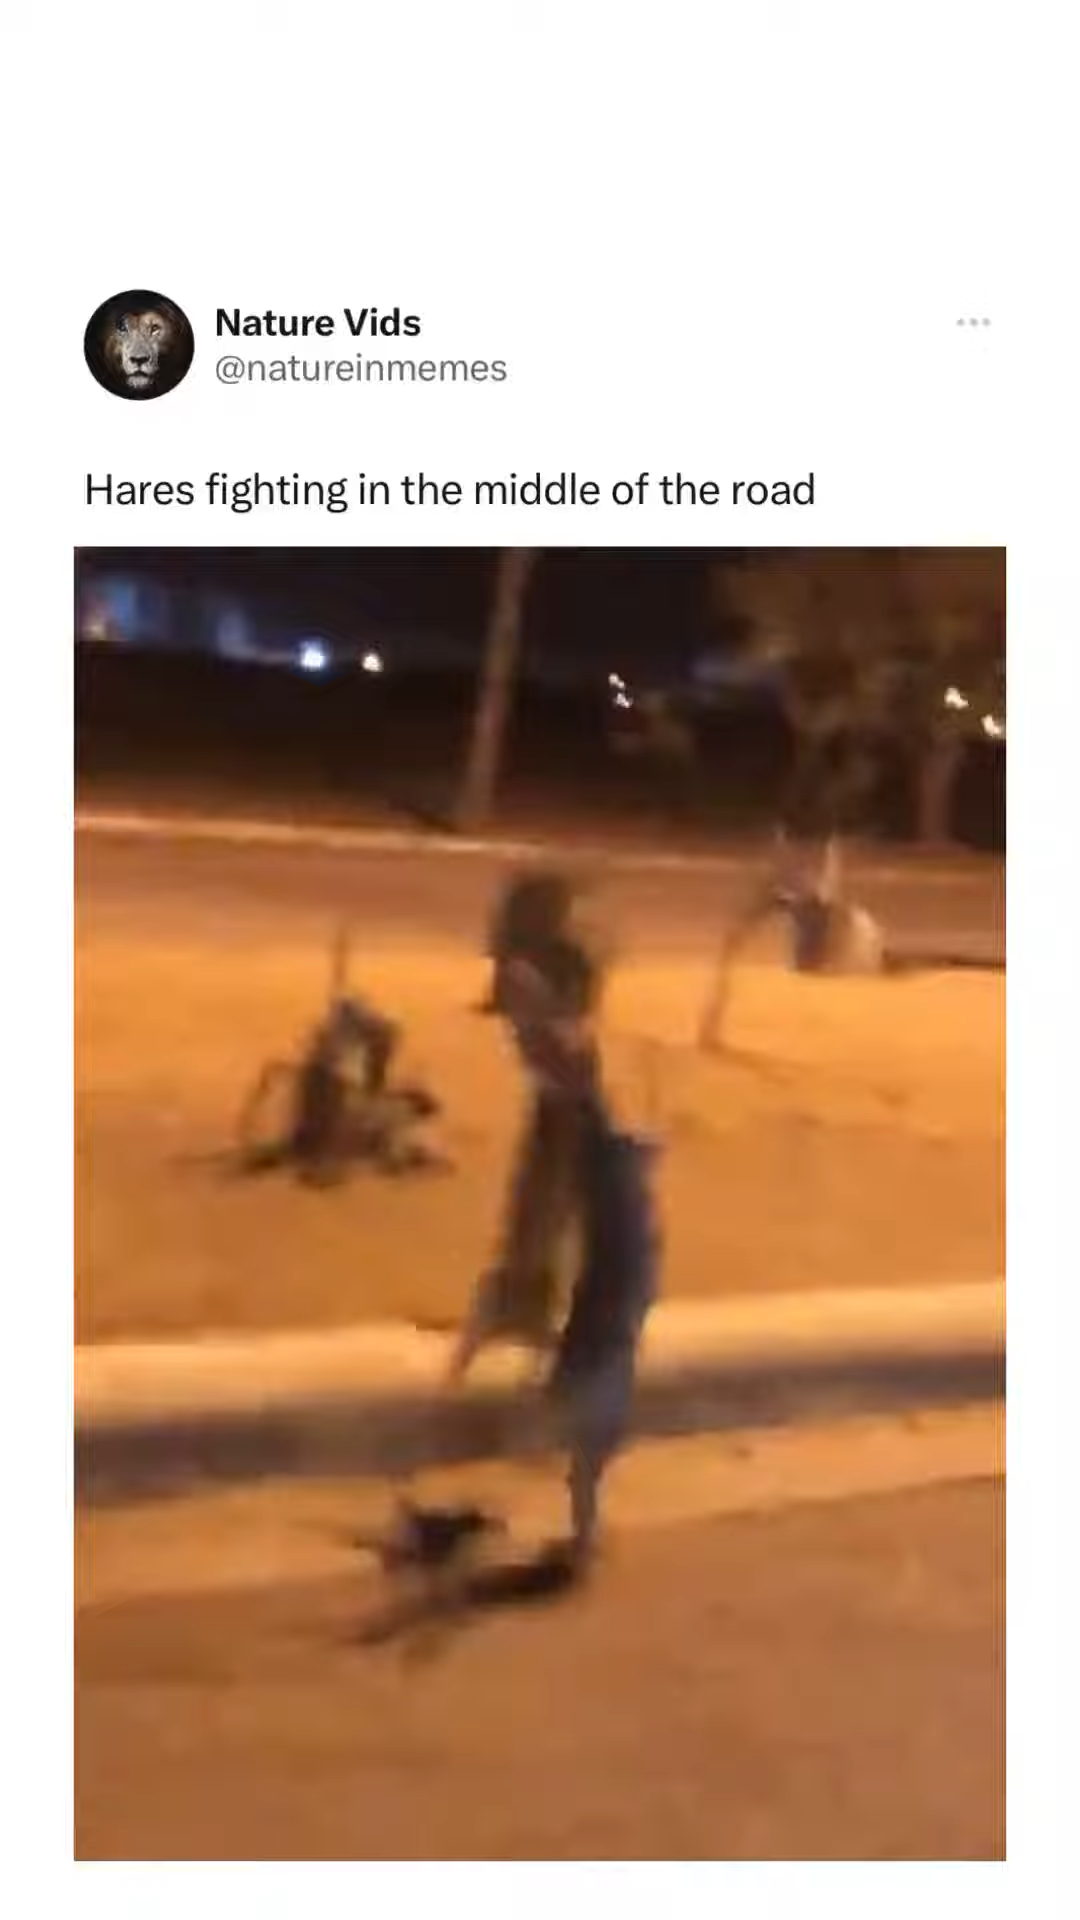 Nature Vids
@natureinmemes
Hares fighting in the middle of the road